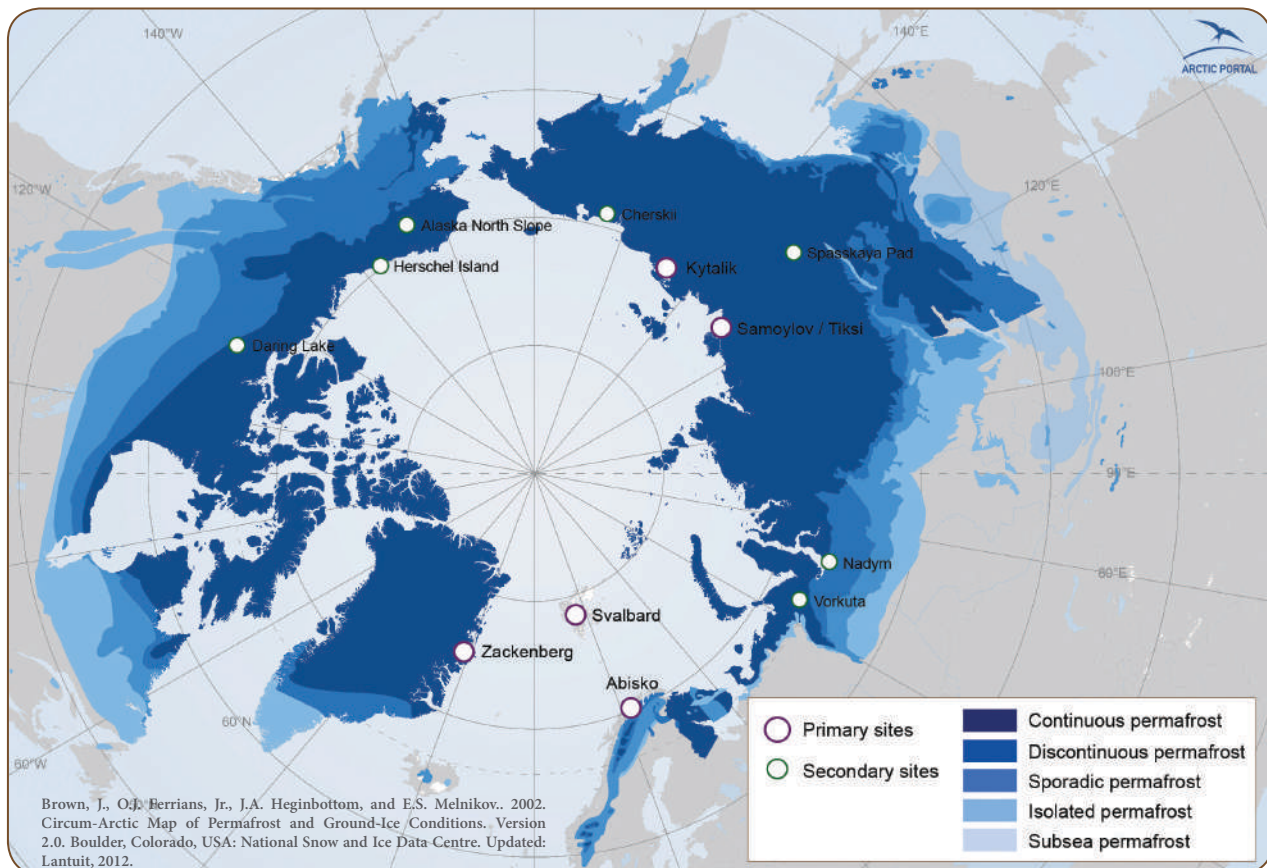 140°W
140°E
ARCTIC PORTAL
120°W
120°E
Cherskii
Alaska North Slope
Spasskaya Pad
Herschel Island
Kytalik
Samoylov / Tiksi
Daring Lake
100°E
90°E
Nadym
80°E
Vorkuta
Svalbard
Zackenberg
Abisko
60°N
60°W
Primary sites
Secondary sites
Continuous permafrost
Discontinuous permafrost
Sporadic permafrost
Isolated permafrost
Subsea permafrost
Brown, J., O.J. Ferrians, Jr., J.A. Heginbottom, and E.S. Melnikov.. 2002.
Circum-Arctic Map of Permafrost and Ground-Ice Conditions. Version
2.0. Boulder, Colorado, USA: National Snow and Ice Data Centre. Updated:
Lantuit, 2012.